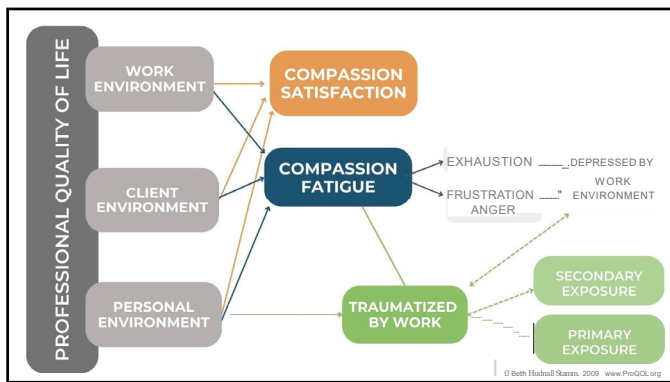 PROFESSIONAL QUALITY OF LIFE
WORK
ENVIRONMENT
CLIENT
ENVIRONMENT
PERSONAL
ENVIRONMENT
COMPASSION
SATISFACTION
COMPASSION
FATIGUE
TRAUMATIZED
BY WORK
EXHAUSTION
FRUSTRATION
ANGER
DEPRESSED BY
WORK
ENVIRONMENT
SECONDARY
EXPOSURE
PRIMARY
EXPOSURE
Beth Hudnall Stamm. 2009 www.ProQOL.org